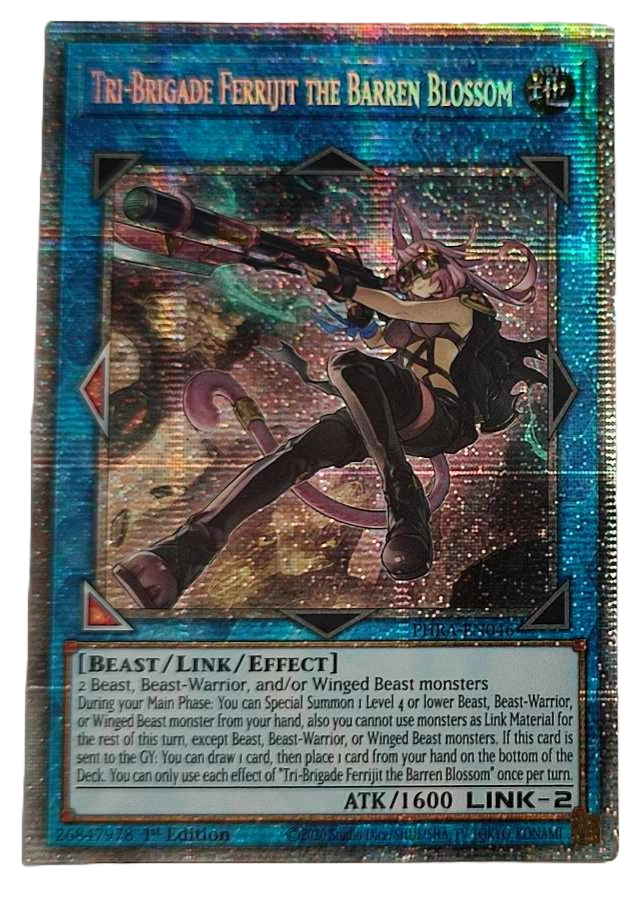 TRI-BRIGADE FERRIJIT THE BARREN BLOSSOM
地
PHRA-EN046
[BEAST/LINK/EFFECT]
2 Beast, Beast-Warrior, and/or Winged Beast monsters
During your Main Phase: You can Special Summon 1 Level 4 or lower Beast, Beast-Warrior,
or Winged Beast monster from your hand, also you cannot use monsters as Link Material for
the rest of this turn, except Beast, Beast-Warrior, or Winged Beast monsters. If this card is
sent to the GY: You can draw 1 card, then place 1 card from your hand on the bottom of the
Deck. You can only use each effect of "Tri-Brigade Ferrijit the Barren Blossom" once per turn.
ATK/1600 LINK-2
26847978 1st Edition ©2020 Studio Dice/SHUEISHA, TV TOKYO, KONAMI